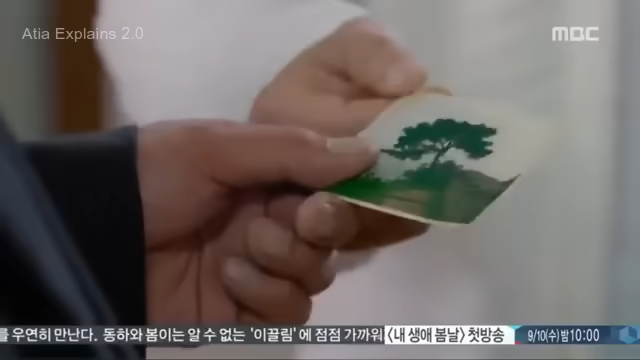 Atia Explains 2.0
MBC
를 우연히 만난다. 동하와 봄이는 알 수 없는 '이끌림'에 점점 가까워 <내 생애 봄날> 첫방송 9/10(수)밤10:00